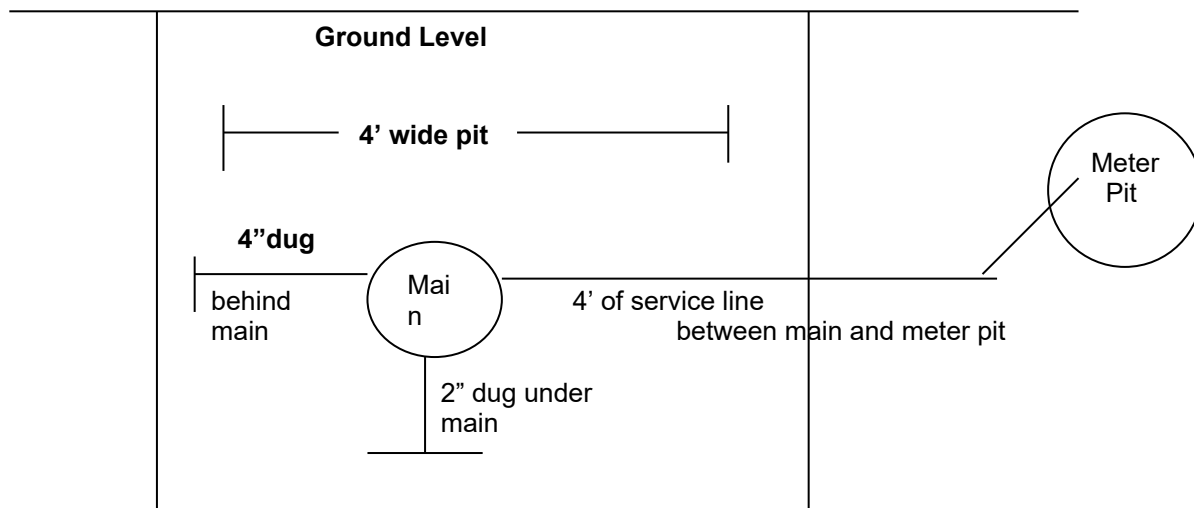 Ground Level
4’ wide pit
Meter
Pit
4”dug
behind
main
Mai
n
4’ of service line
between main and meter pit
2” dug under
main